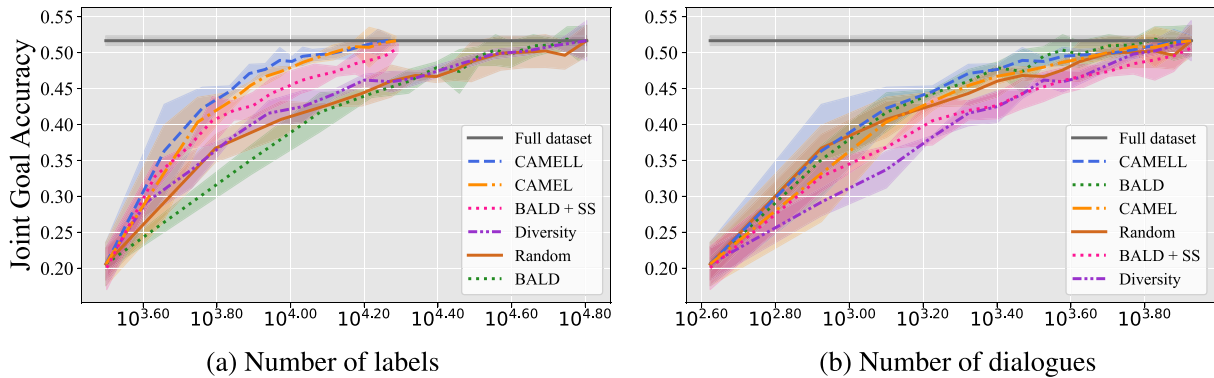 Joint Goal Accuracy
0.55
0.50
0.45
0.40
0.35
0.30
0.25
0.20
Full dataset
CAMELL
CAMEL
BALD + SS
Diversity
Random
BALD
10^3.60 10^3.80 10^4.00 10^4.20 10^4.40 10^4.60 10^4.80
(a) Number of labels
0.55
0.50
0.45
0.40
0.35
0.30
0.25
0.20
Full dataset
CAMELL
BALD
CAMEL
Random
BALD + SS
Diversity
10^2.60 10^2.80 10^3.00 10^3.20 10^3.40 10^3.60 10^3.80
(b) Number of dialogues